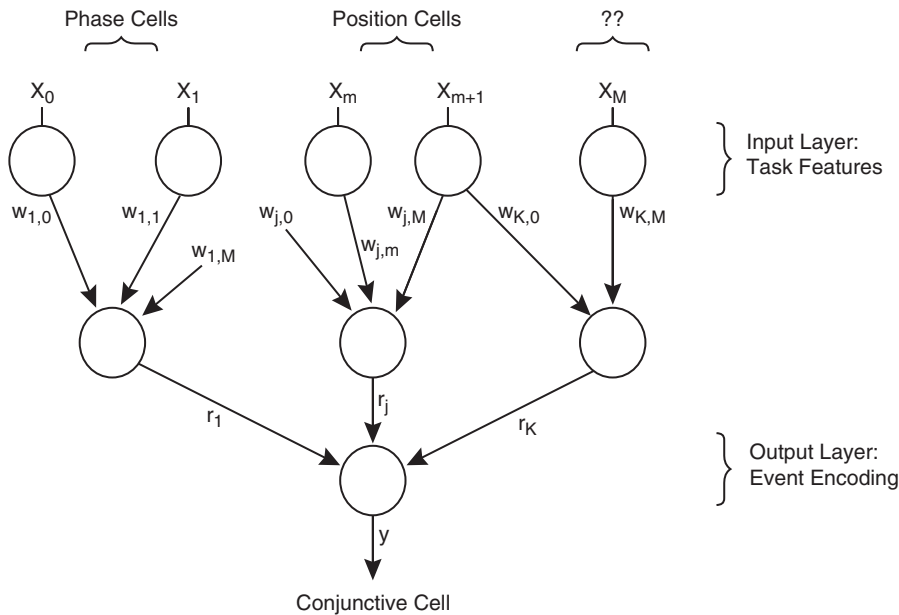 Phase Cells Position Cells ??
X0 X1 Xm Xm+1 XM
Input Layer:
Task Features
w1,0 w1,1 wj,0 wj,M wK,0 wK,M
wj,m
w1,M
r1 rj rK
Output Layer:
Event Encoding
y
Conjunctive Cell